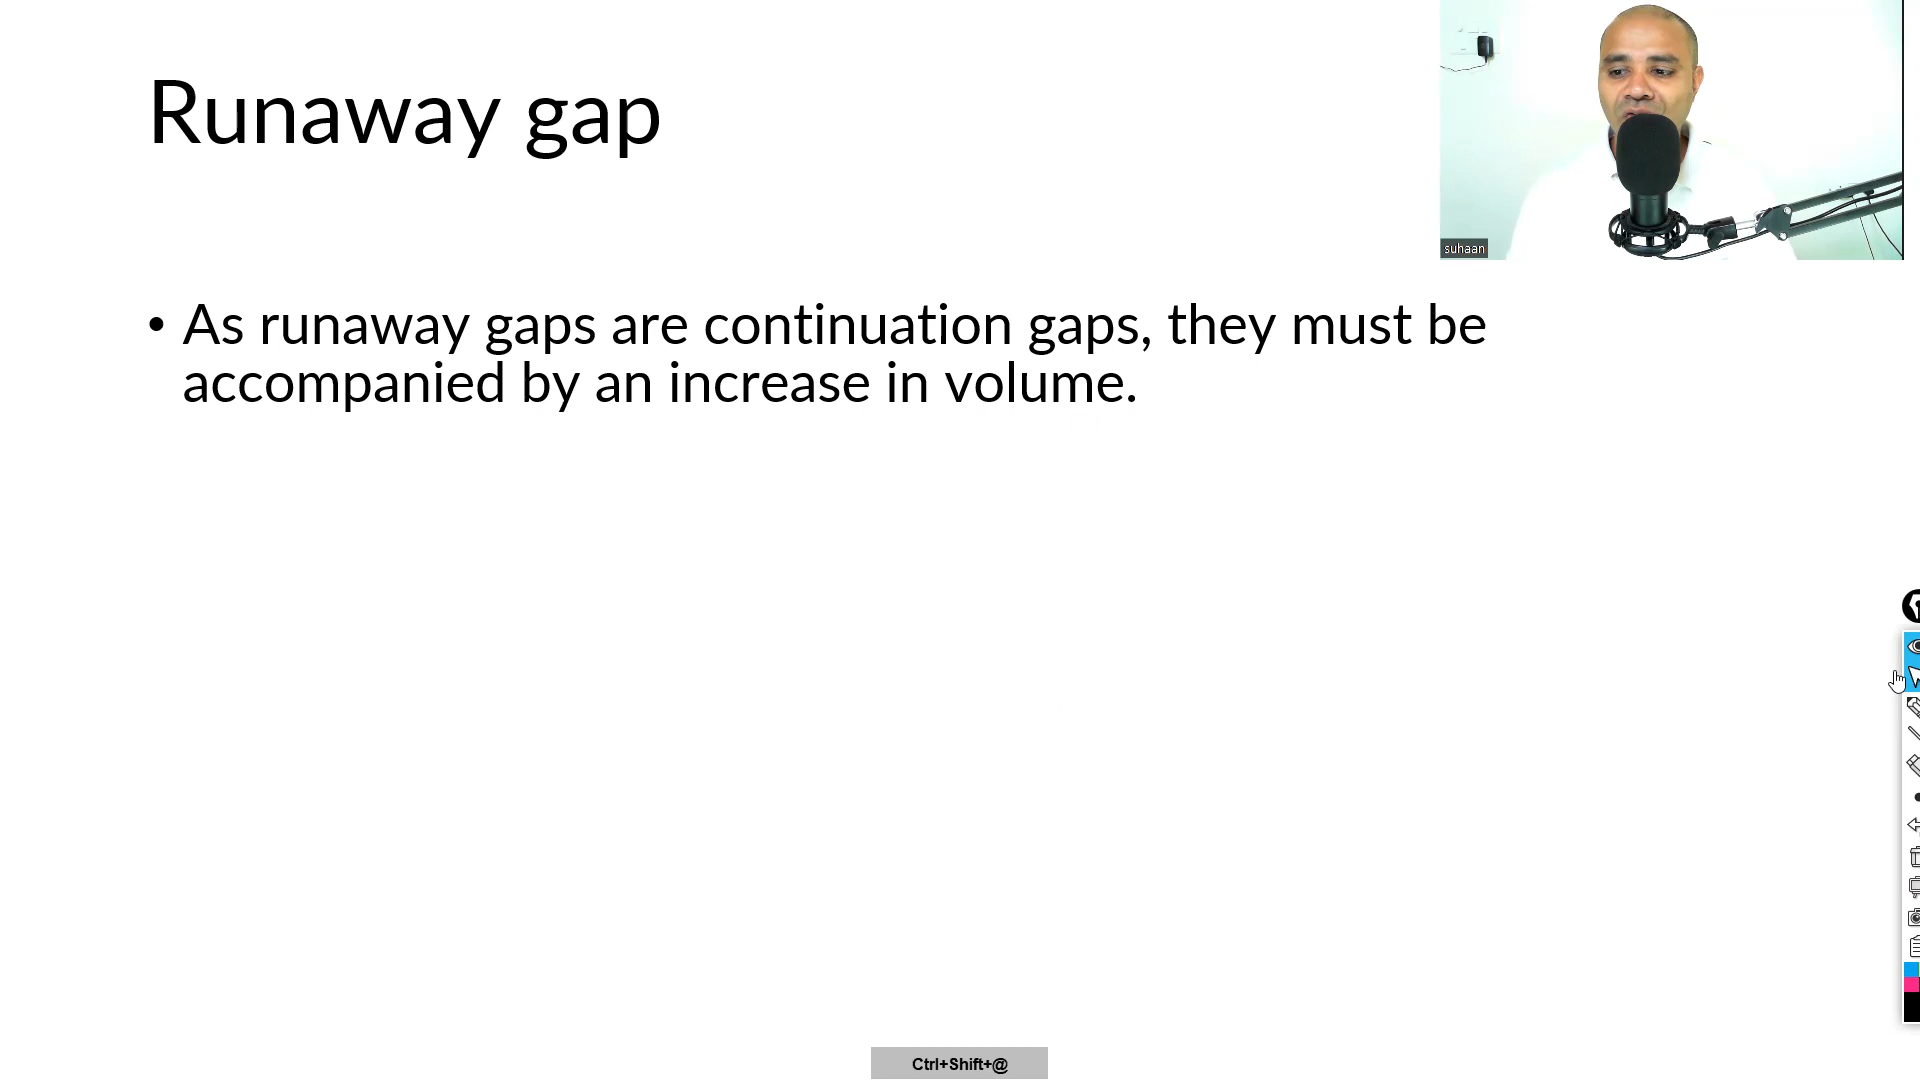 Runaway gap
suhaan
• As runaway gaps are continuation gaps, they must be
accompanied by an increase in volume.
Ctrl+Shift+@